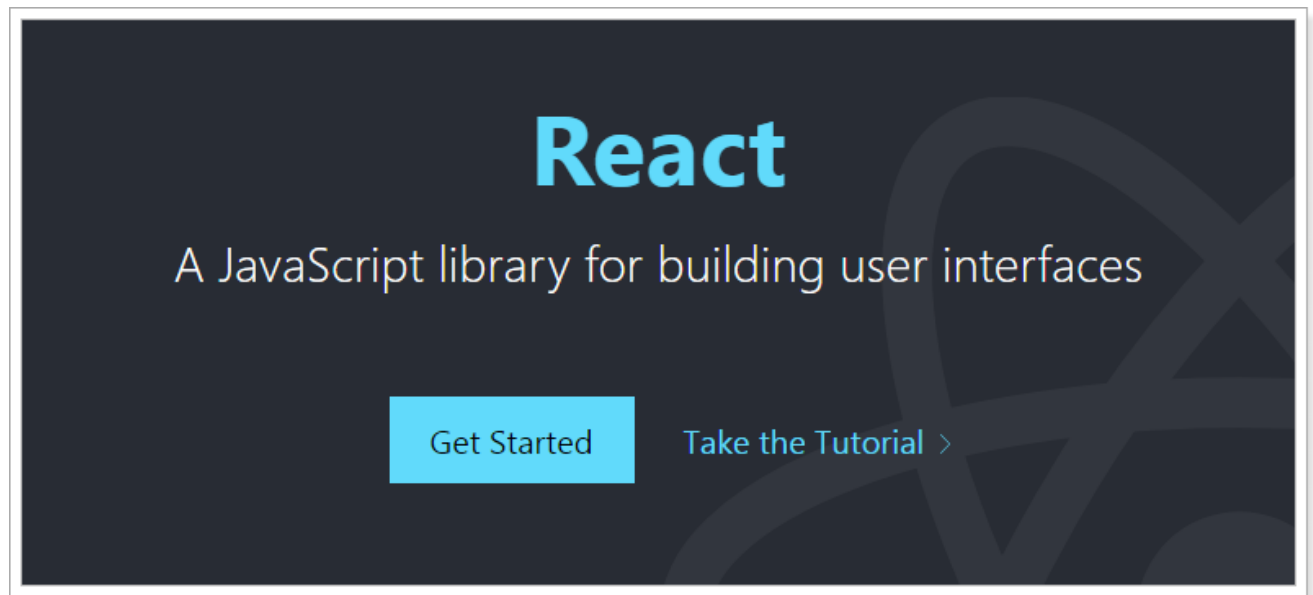 React
A JavaScript library for building user interfaces
Get Started
Take the Tutorial >